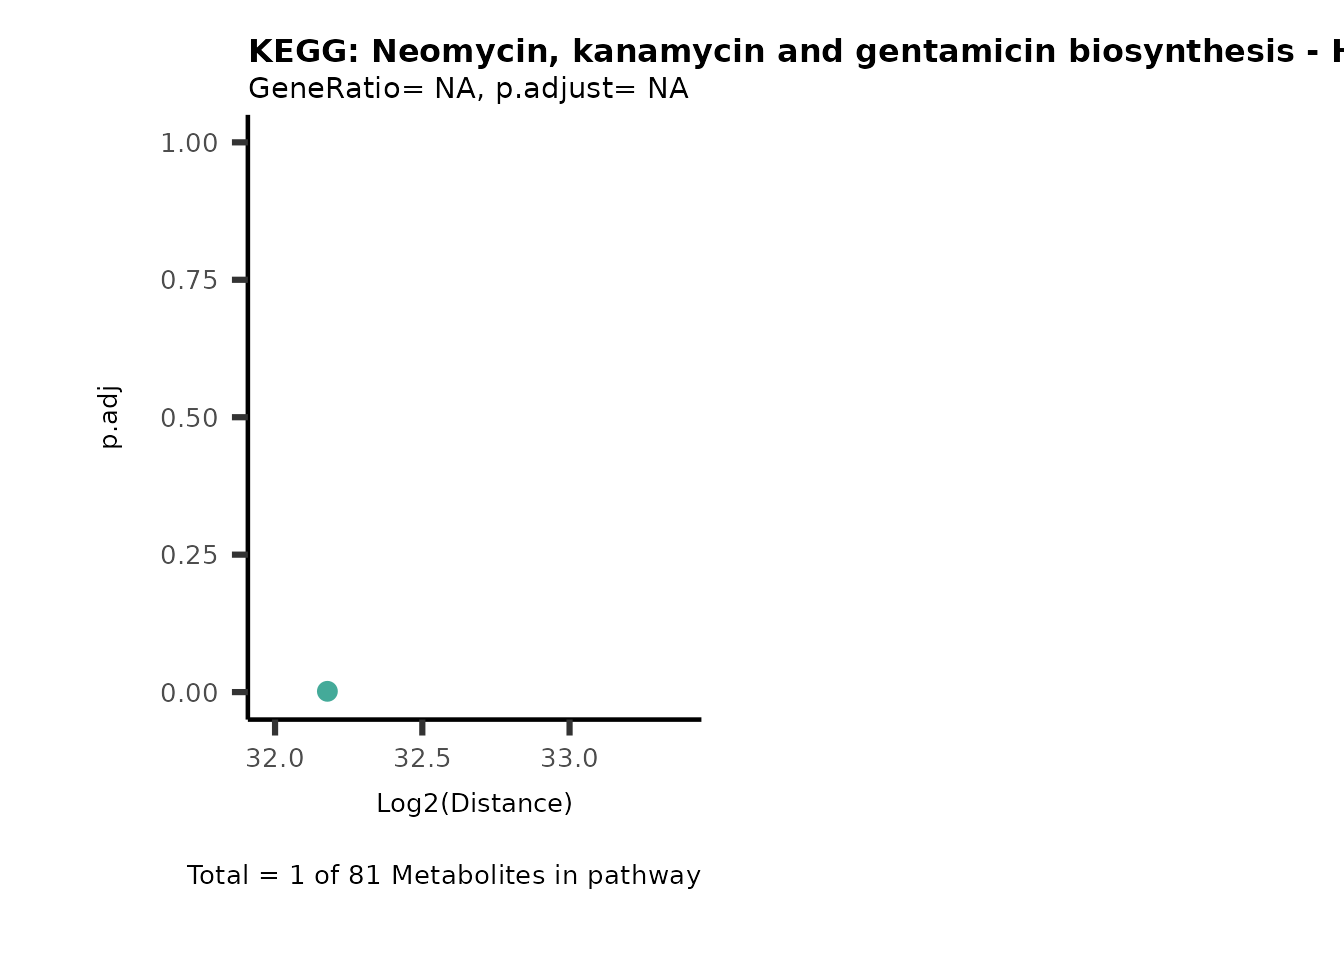 KEGG: Neomycin, kanamycin and gentamicin biosynthesis -
GeneRatio= NA, p.adjust= NA
1.00
0.75
0.50
0.25
0.00
p.adj
32.0 32.5 33.0
Log2(Distance)
Total = 1 of 81 Metabolites in pathway